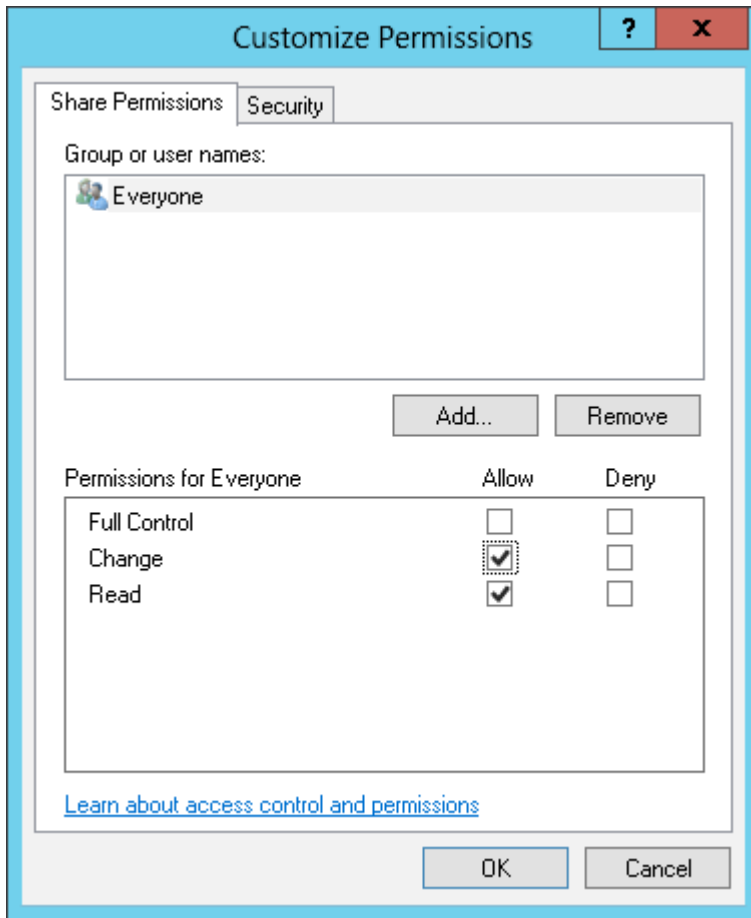 Customize Permissions ? x
Share Permissions Security
Group or user names:
Everyone
Add... Remove
Permissions for Everyone Allow Deny
Full Control
Change
Read
Learn about access control and permissions
OK Cancel